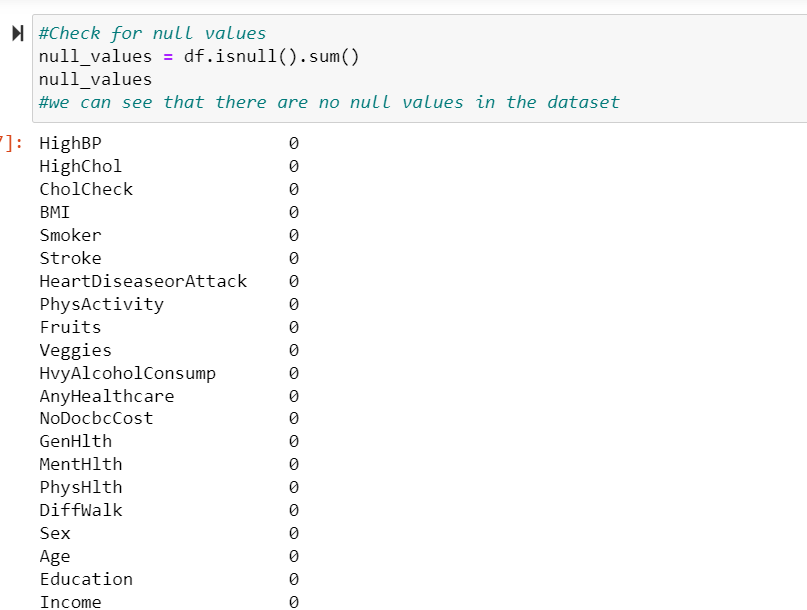 #Check for null values
null_values = df.isnull().sum()
null_values
#we can see that there are no null values in the dataset
]:
HighBP 0
HighChol 0
CholCheck 0
BMI 0
Smoker 0
Stroke 0
HeartDiseaseorAttack 0
PhysActivity 0
Fruits 0
Veggies 0
HvyAlcoholConsump 0
AnyHealthcare 0
NoDocbcCost 0
GenHlth 0
MentHlth 0
PhysHlth 0
DiffWalk 0
Sex 0
Age 0
Education 0
Income 0